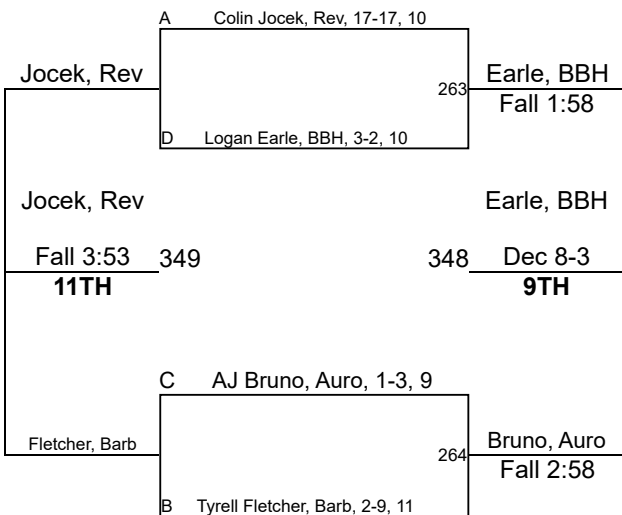 A Colin Jocek, Rev, 17-17, 10
Jocek, Rev
263
Earle, BBH
Fall 1:58
D Logan Earle, BBH, 3-2, 10
Jocek, Rev
Earle, BBH
Fall 3:53 349
348 Dec 8-3
11TH
9TH
C AJ Bruno, Auro, 1-3, 9
Fletcher, Barb
264
Bruno, Auro
Fall 2:58
B Tyrell Fletcher, Barb, 2-9, 11